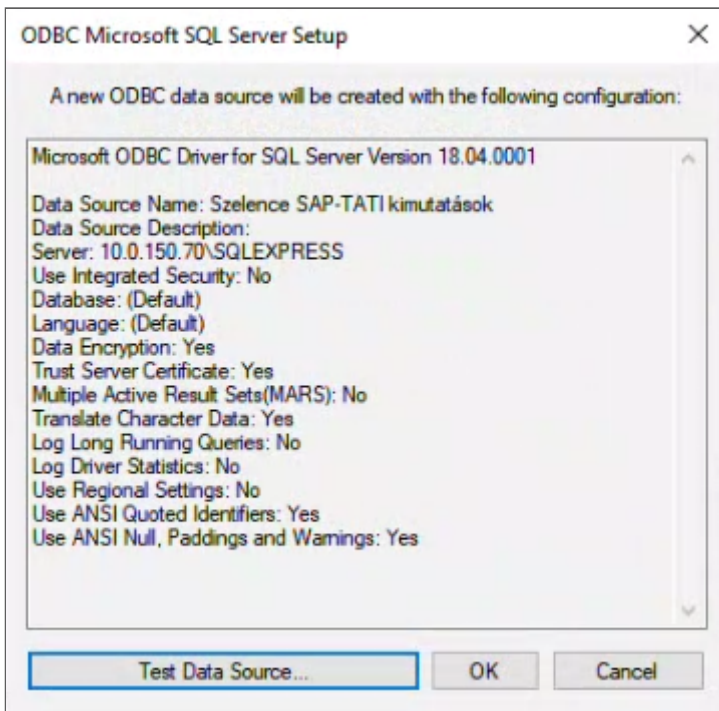 ODBC Microsoft SQL Server Setup
A new ODBC data source will be created with the following configuration:
Microsoft ODBC Driver for SQL Server Version 18.04.0001
Data Source Name: Szelence SAP-TATI kimutatások
Data Source Description:
Server: 10.0.150.70\SQLEXPRESS
Use Integrated Security: No
Database: (Default)
Language: (Default)
Data Encryption: Yes
Trust Server Certificate: Yes
Multiple Active Result Sets(MARS): No
Translate Character Data: Yes
Log Long Running Queries: No
Log Driver Statistics: No
Use Regional Settings: No
Use ANSI Quoted Identifiers: Yes
Use ANSI Null, Paddings and Warnings: Yes
Test Data Source... OK Cancel